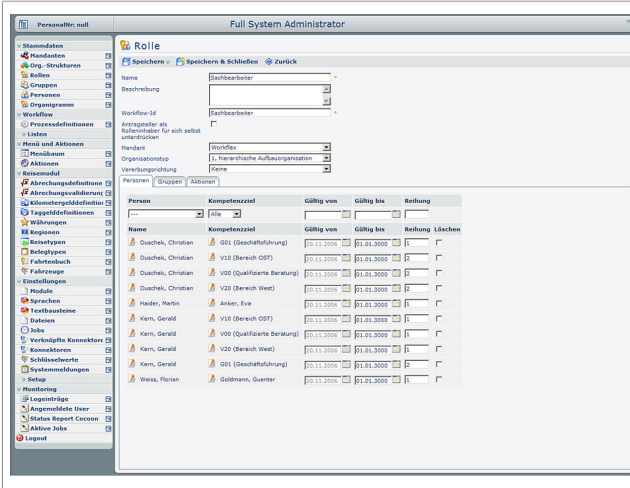 PersonalNr: null
Full System Administrator
Stammdaten
Mandanten
Org.-Strukturen
Rollen
Gruppen
Personen
Organigramm
Workflow
Prozessdefinitionen
» Listen
Menü und Aktionen
Menübaum
Aktionen
Reisemodul
Abrechungsdefinitione
Abrechungsvalidierung
Kilometergelddefinition
Taggelddefinitionen
Währungen
Regionen
Reisetypen
Belegtypen
Fahrtenbuch
Fahrzeuge
Einstellungen
Module
Sprachen
Textbausteine
Dateien
Jobs
Verknüpfte Konnektore
Konnektoren
Schlüsselwerte
Systemmeldungen
» Setup
Monitoring
Logeinträge
Angemeldete User
Status Report Cocoon
Aktive Jobs
Logout
Rolle
Speichern
Speichern & Schließen
Zurück
Name Sachbearbeiter *
Beschreibung
Workflow-Id Sachbearbeiter *
Antragsteller als
Rolleninhaber für sich selbst
unterdrücken
Mandant Workflex
Organisationstyp 1, hierarchische Aufbauorganisation
Vererbungsrichtung Keine
Personen Gruppen Aktionen
Person Kompetenzziel Gültig von Gültig bis Reihung
--- Alle
Name Kompetenzziel Gültig von Gültig bis Reihung Löschen
Duschek, Christian G01 (Geschäftsführung) 20.11.2006 01.01.3000 1
Duschek, Christian V10 (Bereich OST) 20.11.2006 01.01.3000 2
Duschek, Christian V00 (Qualifizierte Beratung) 20.11.2006 01.01.3000 2
Duschek, Christian V20 (Bereich West) 20.11.2006 01.01.3000 2
Haider, Martin Anker, Eva 20.11.2006 01.01.3000 1
Kern, Gerald V10 (Bereich OST) 20.11.2006 01.01.3000 1
Kern, Gerald V00 (Qualifizierte Beratung) 20.11.2006 01.01.3000 1
Kern, Gerald V20 (Bereich West) 20.11.2006 01.01.3000 1
Kern, Gerald G01 (Geschäftsführung) 20.11.2006 01.01.3000 2
Weiss, Florian Goldmann, Guenter 20.11.2006 01.01.3000 1